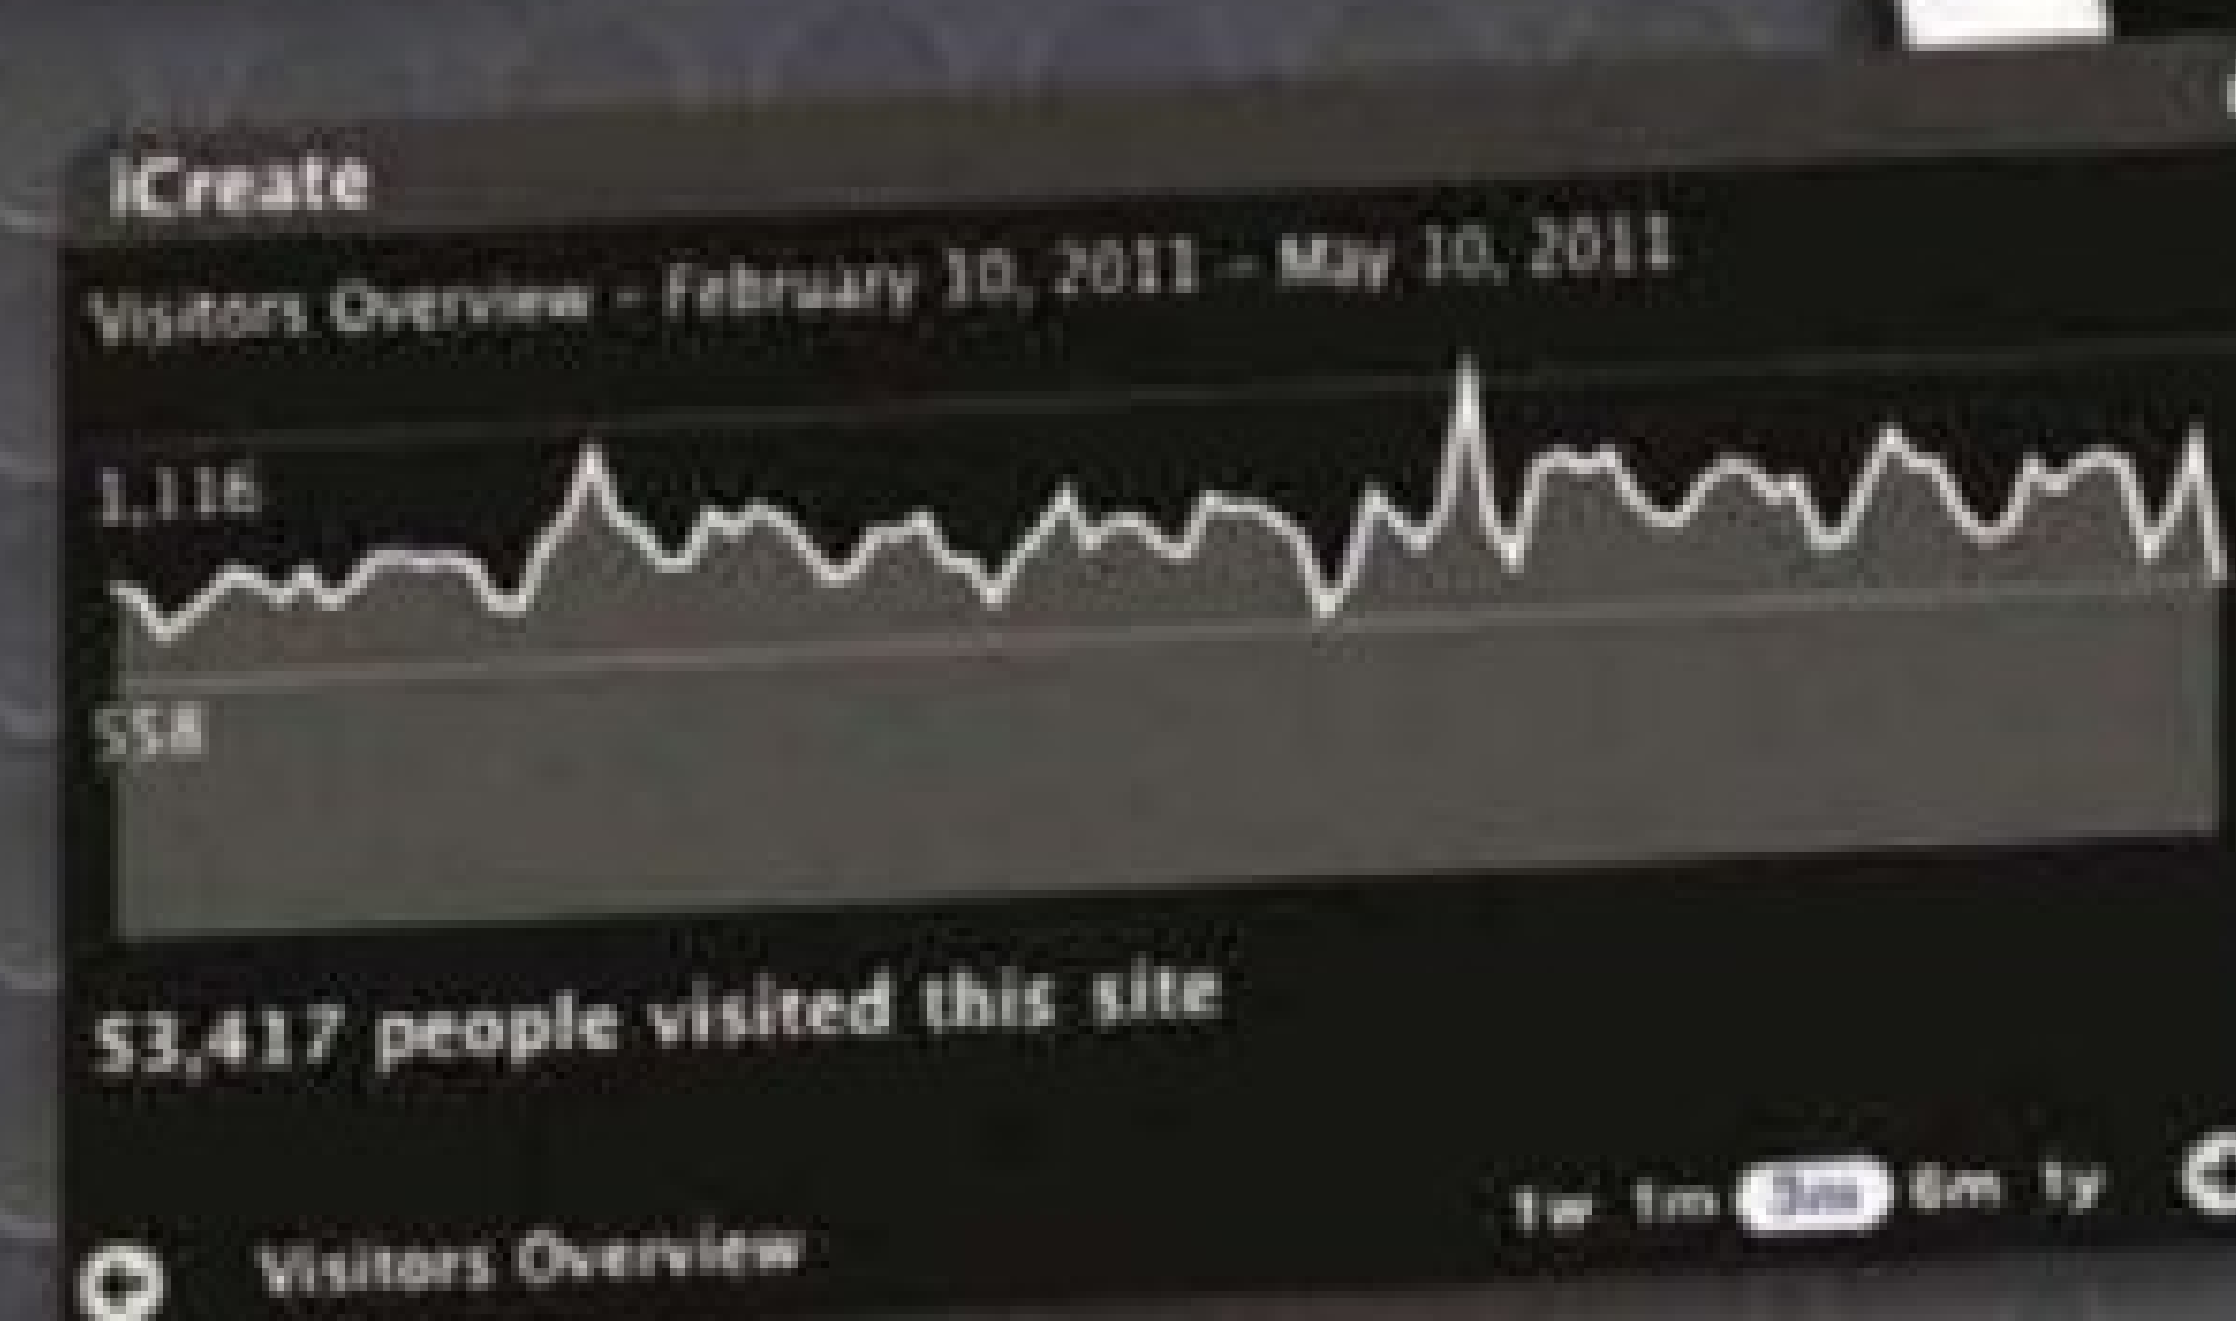 iCreate
Visitors Overview - February 10, 2011 - May 10, 2011
1,116
558
53,417 people visited this site
1w 1m 3m 6m 1y
Visitors Overview